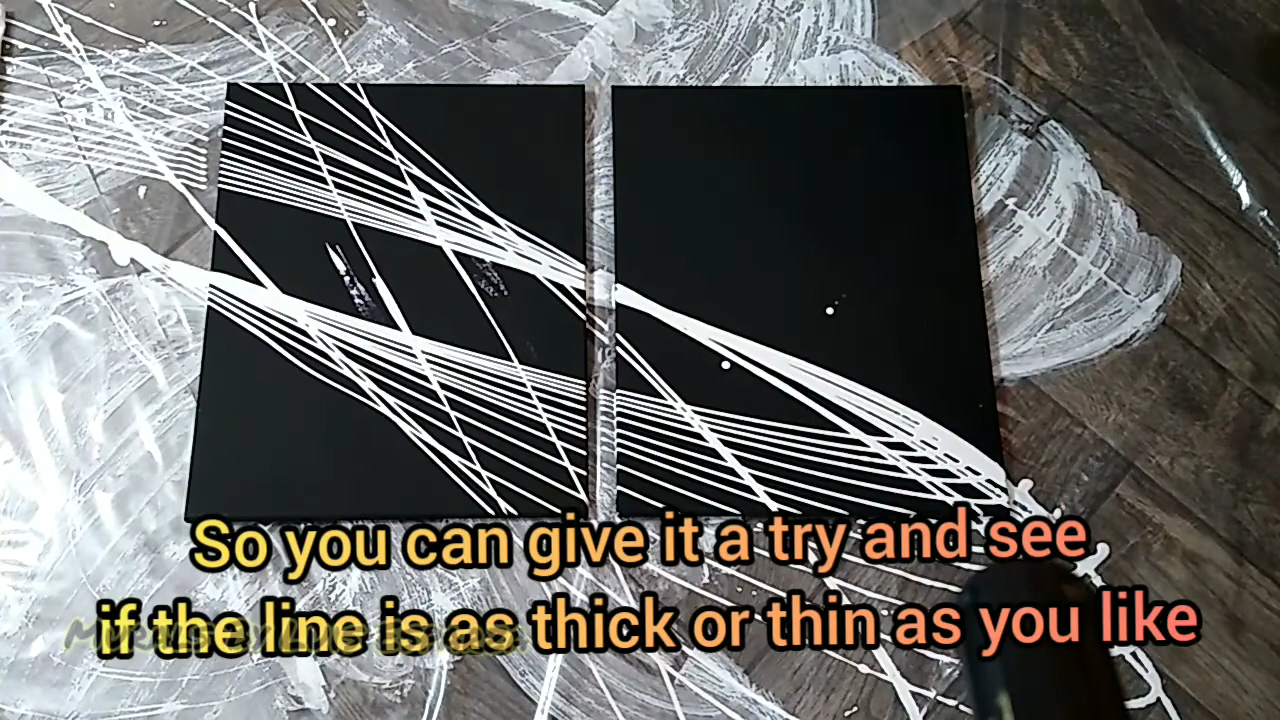 So you can give it a try and see
if the line is as thick or thin as you like